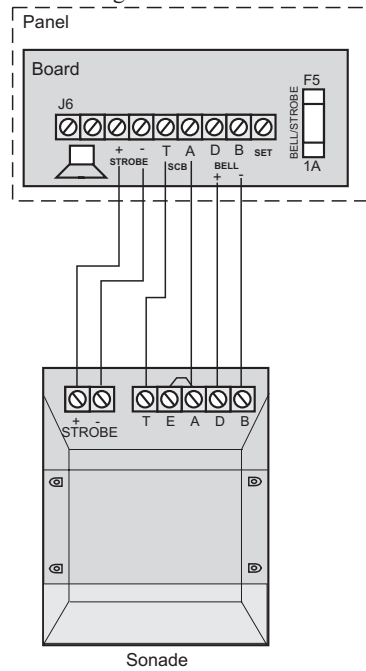 Panel
Board
J6
F5
BELL/STROBE
1A
+ - T A D B SET
STROBE SCB BELL
+ -
+ -
STROBE
T E A D B
Sonade